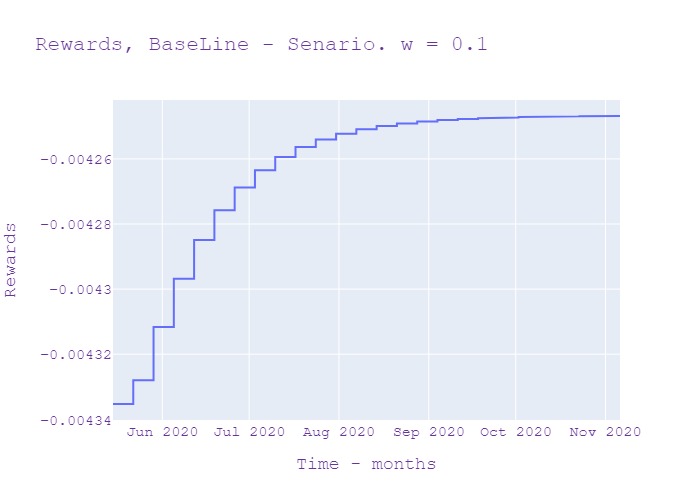 Rewards, BaseLine - Senario. w = 0.1
Rewards
−0.00426
−0.00428
−0.0043
−0.00432
−0.00434
Jun 2020 Jul 2020 Aug 2020 Sep 2020 Oct 2020 Nov 2020
Time - months